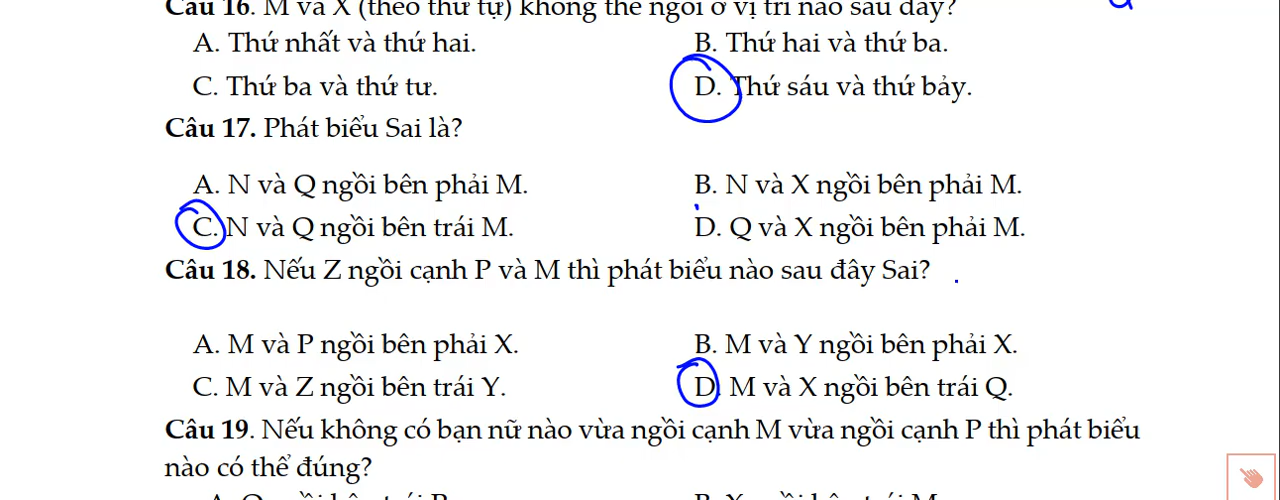 Câu 16. M và X (theo thứ tự) không thể ngồi ở vị trí nào sau đây?
A. Thứ nhất và thứ hai. B. Thứ hai và thứ ba.
C. Thứ ba và thứ tư. D. Thứ sáu và thứ bảy.
Câu 17. Phát biểu Sai là?
A. N và Q ngồi bên phải M. B. N và X ngồi bên phải M.
C. N và Q ngồi bên trái M. D. Q và X ngồi bên phải M.
Câu 18. Nếu Z ngồi cạnh P và M thì phát biểu nào sau đây Sai?
A. M và P ngồi bên phải X. B. M và Y ngồi bên phải X.
C. M và Z ngồi bên trái Y. D. M và X ngồi bên trái Q.
Câu 19. Nếu không có bạn nữ nào vừa ngồi cạnh M vừa ngồi cạnh P thì phát biểu
nào có thể đúng?